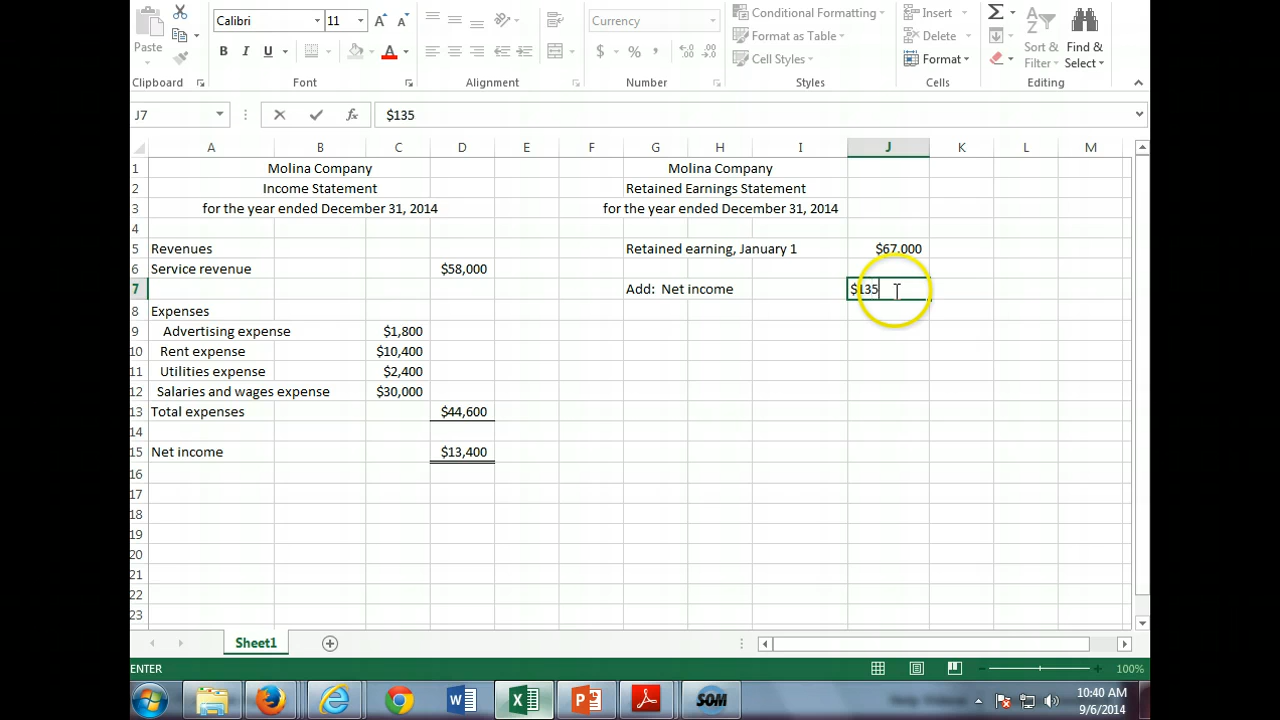 Calibri 11 Currency Conditional Formatting Insert
Paste B I U $ % , Format as Table Delete Sort & Filter Find & Select
Cell Styles Format
Clipboard Font Alignment Number Styles Cells Editing
J7 fx $135
A B C D E F G H I J K L M
1 Molina Company Molina Company
2 Income Statement Retained Earnings Statement
3 for the year ended December 31, 2014 for the year ended December 31, 2014
4
5 Revenues Retained earning, January 1 $67,000
6 Service revenue $58,000
7 Add: Net income $135
8 Expenses
9 Advertising expense $1,800
10 Rent expense $10,400
11 Utilities expense $2,400
12 Salaries and wages expense $30,000
13 Total expenses $44,600
14
15 Net income $13,400
16
17
18
19
20
21
22
23
Sheet1
ENTER 100%
SOM 10:40 AM
9/6/2014